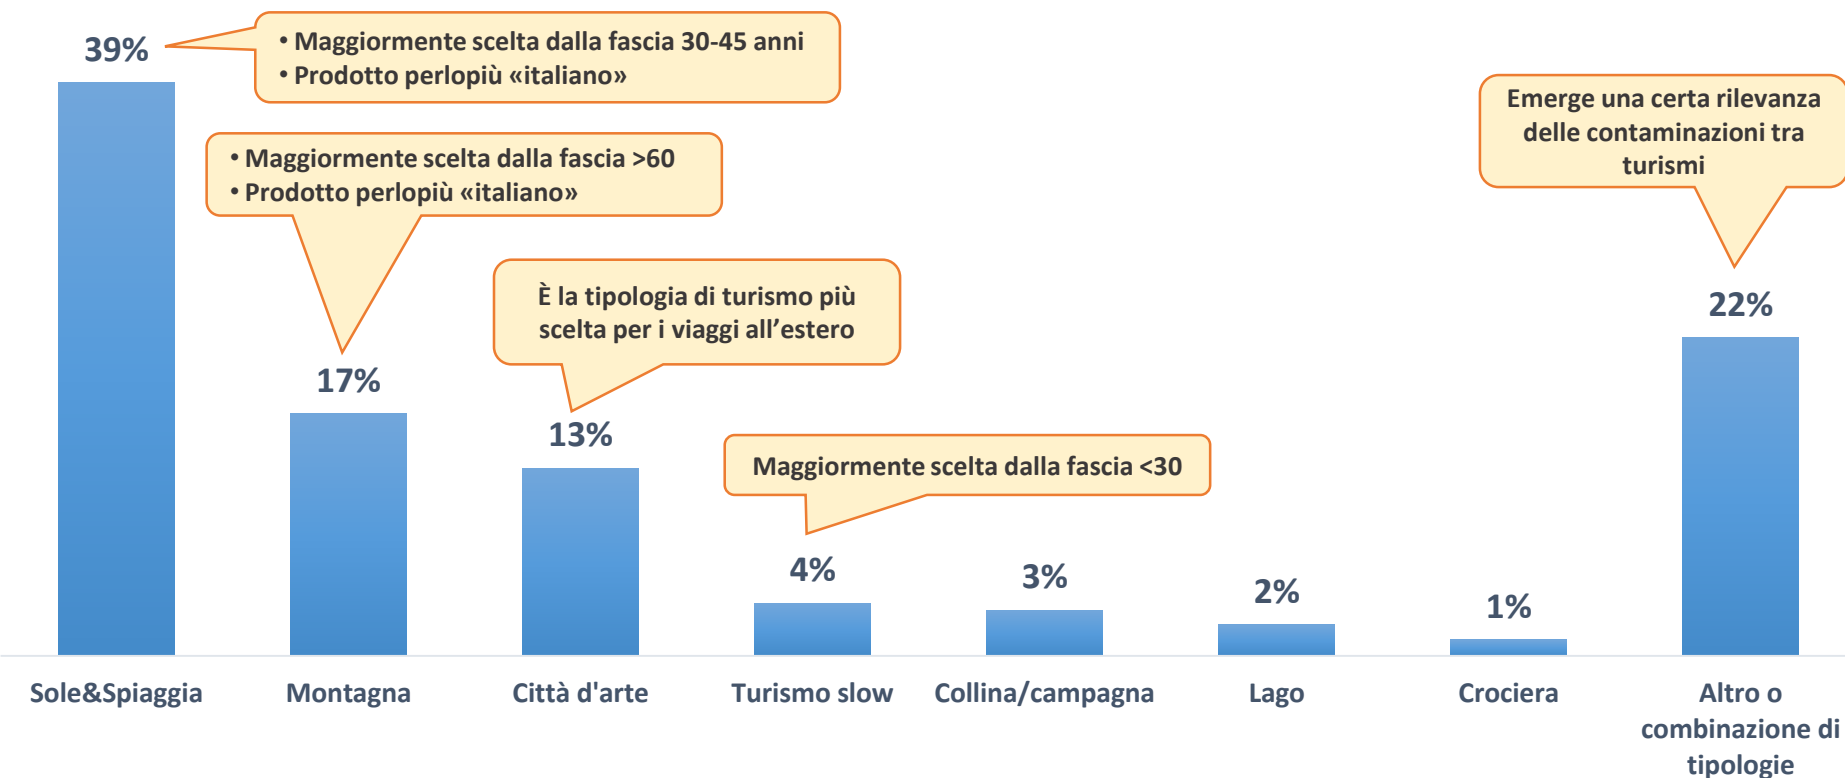 39%
• Maggiormente scelta dalla fascia 30-45 anni
• Prodotto perlopiù «italiano»
• Maggiormente scelta dalla fascia >60
• Prodotto perlopiù «italiano»
17%
È la tipologia di turismo più
scelta per i viaggi all’estero
13%
Maggiormente scelta dalla fascia <30
4%
3%
2%
1%
Emerge una certa rilevanza
delle contaminazioni tra
turismi
22%
Sole&Spiaggia
Montagna
Città d'arte
Turismo slow
Collina/campagna
Lago
Crociera
Altro o
combinazione di
tipologie